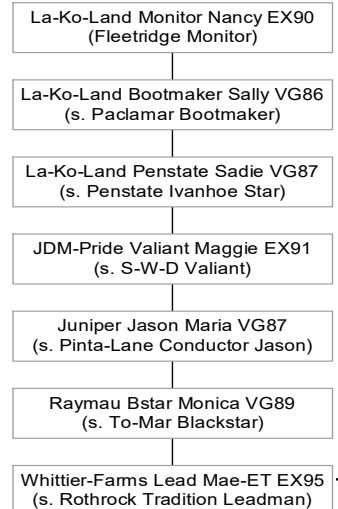 La-Ko-Land Monitor Nancy EX90
(Fleetridge Monitor)
La-Ko-Land Bootmaker Sally VG86
(s. Paclamar Bootmaker)
La-Ko-Land Penstate Sadie VG87
(s. Penstate Ivanhoe Star)
JDM-Pride Valiant Maggie EX91
(s. S-W-D Valiant)
Juniper Jason Maria VG87
(s. Pinta-Lane Conductor Jason)
Raymau Bstar Monica VG89
(s. To-Mar Blackstar)
Whittier-Farms Lead Mae-ET EX95
(s. Rothrock Tradition Leadman)